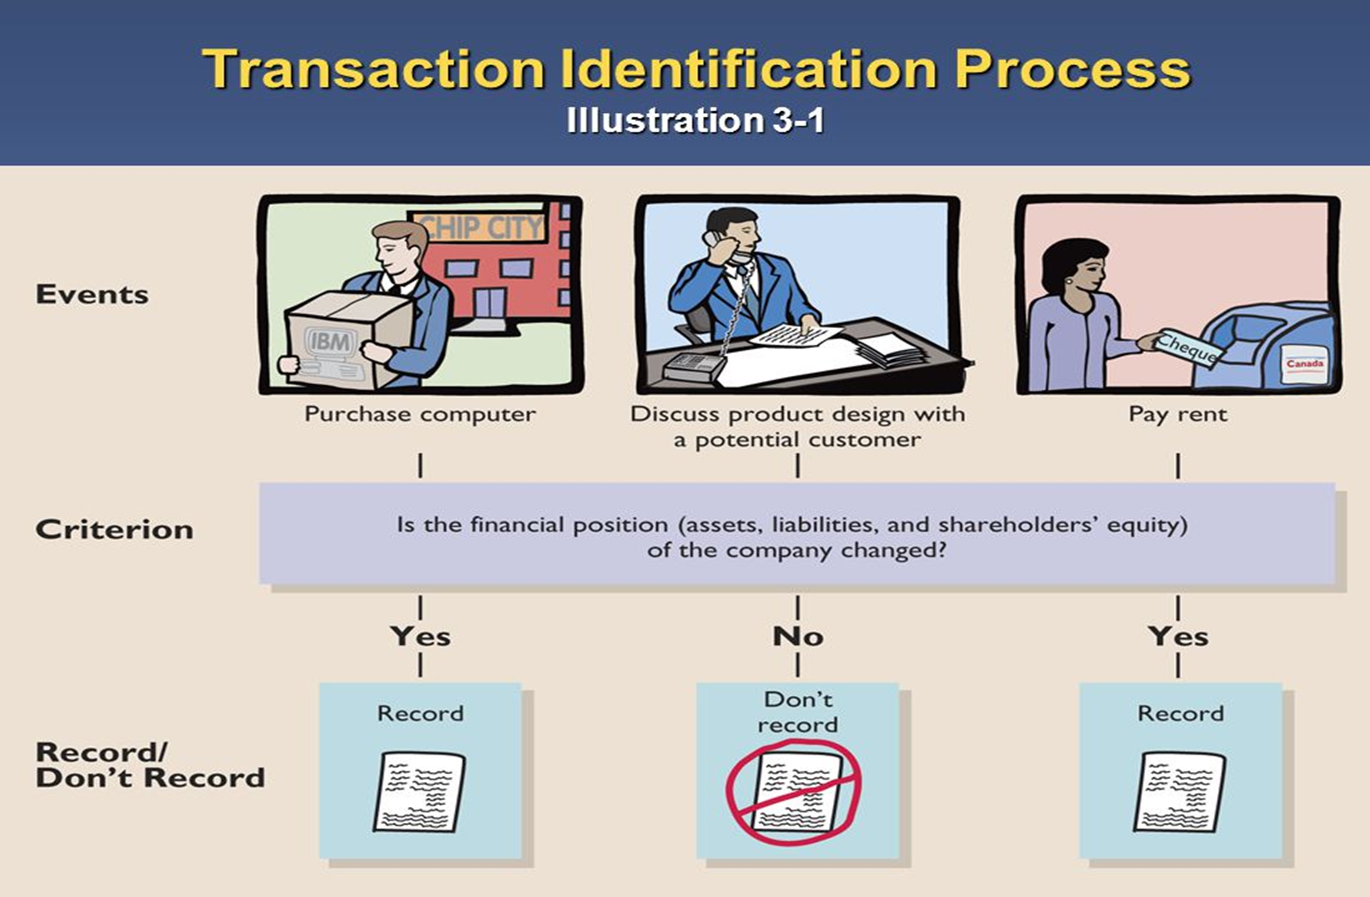 Transaction Identification Process
Illustration 3-1
Events
CHIP CITY
IBM
Cheque
Canada
Purchase computer
Discuss product design with
a potential customer
Pay rent
Criterion
Is the financial position (assets, liabilities, and shareholders’ equity)
of the company changed?
Yes
No
Yes
Record/
Don’t Record
Record
Don’t
record
Record